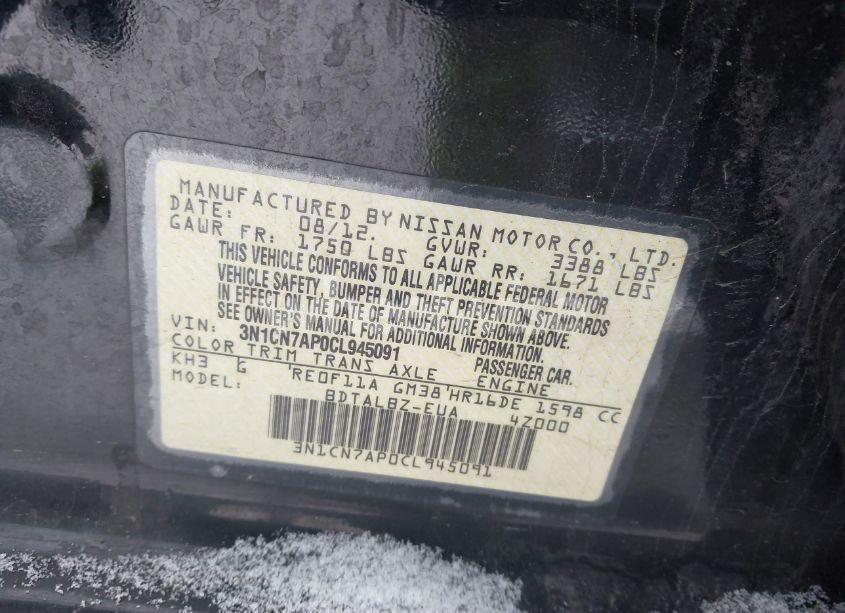 MANUFACTURED BY NISSAN MOTOR CO., LTD.
DATE: 08/12. GVWR: 3388 LBS
GAWR FR: 1750 LBS GAWR RR: 1671 LBS
THIS VEHICLE CONFORMS TO ALL APPLICABLE FEDERAL MOTOR
VEHICLE SAFETY, BUMPER AND THEFT PREVENTION STANDARDS
IN EFFECT ON THE DATE OF MANUFACTURE SHOWN ABOVE.
SEE OWNER'S MANUAL FOR ADDITIONAL INFORMATION.
VIN: 3N1CN7AP0CL945091 PASSENGER CAR.
COLOR TRIM TRANS AXLE ENGINE
KH3 G RE0F11A GM38 HR16DE 1598 CC
MODEL: BDTALBZ-EUA 4Z000
3N1CN7AP0CL945091